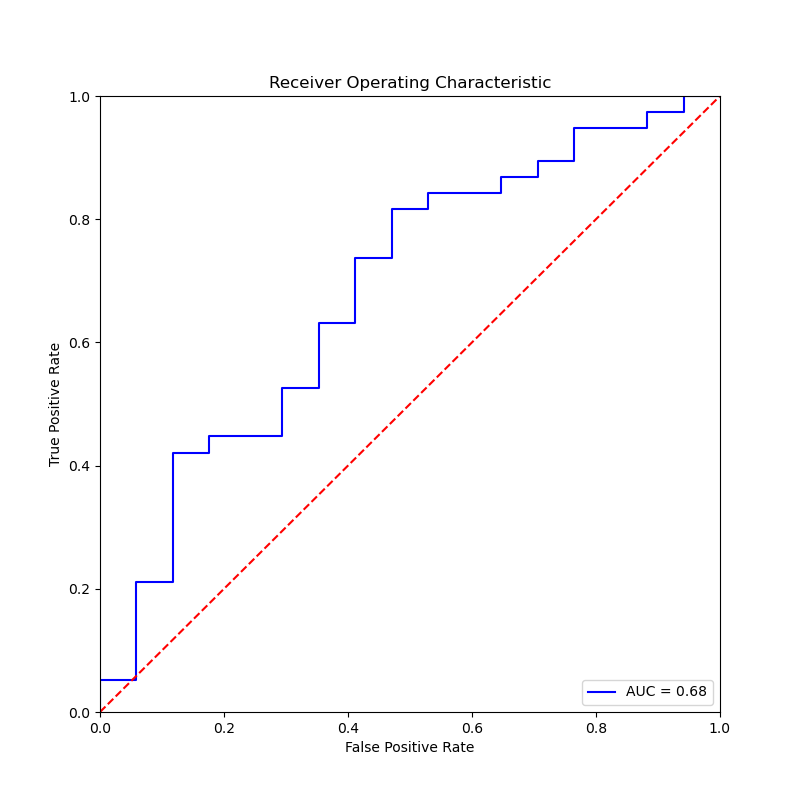 Receiver Operating Characteristic
1.0
0.8
0.6
0.4
0.2
0.0
True Positive Rate
AUC = 0.68
0.0 0.2 0.4 0.6 0.8 1.0
False Positive Rate